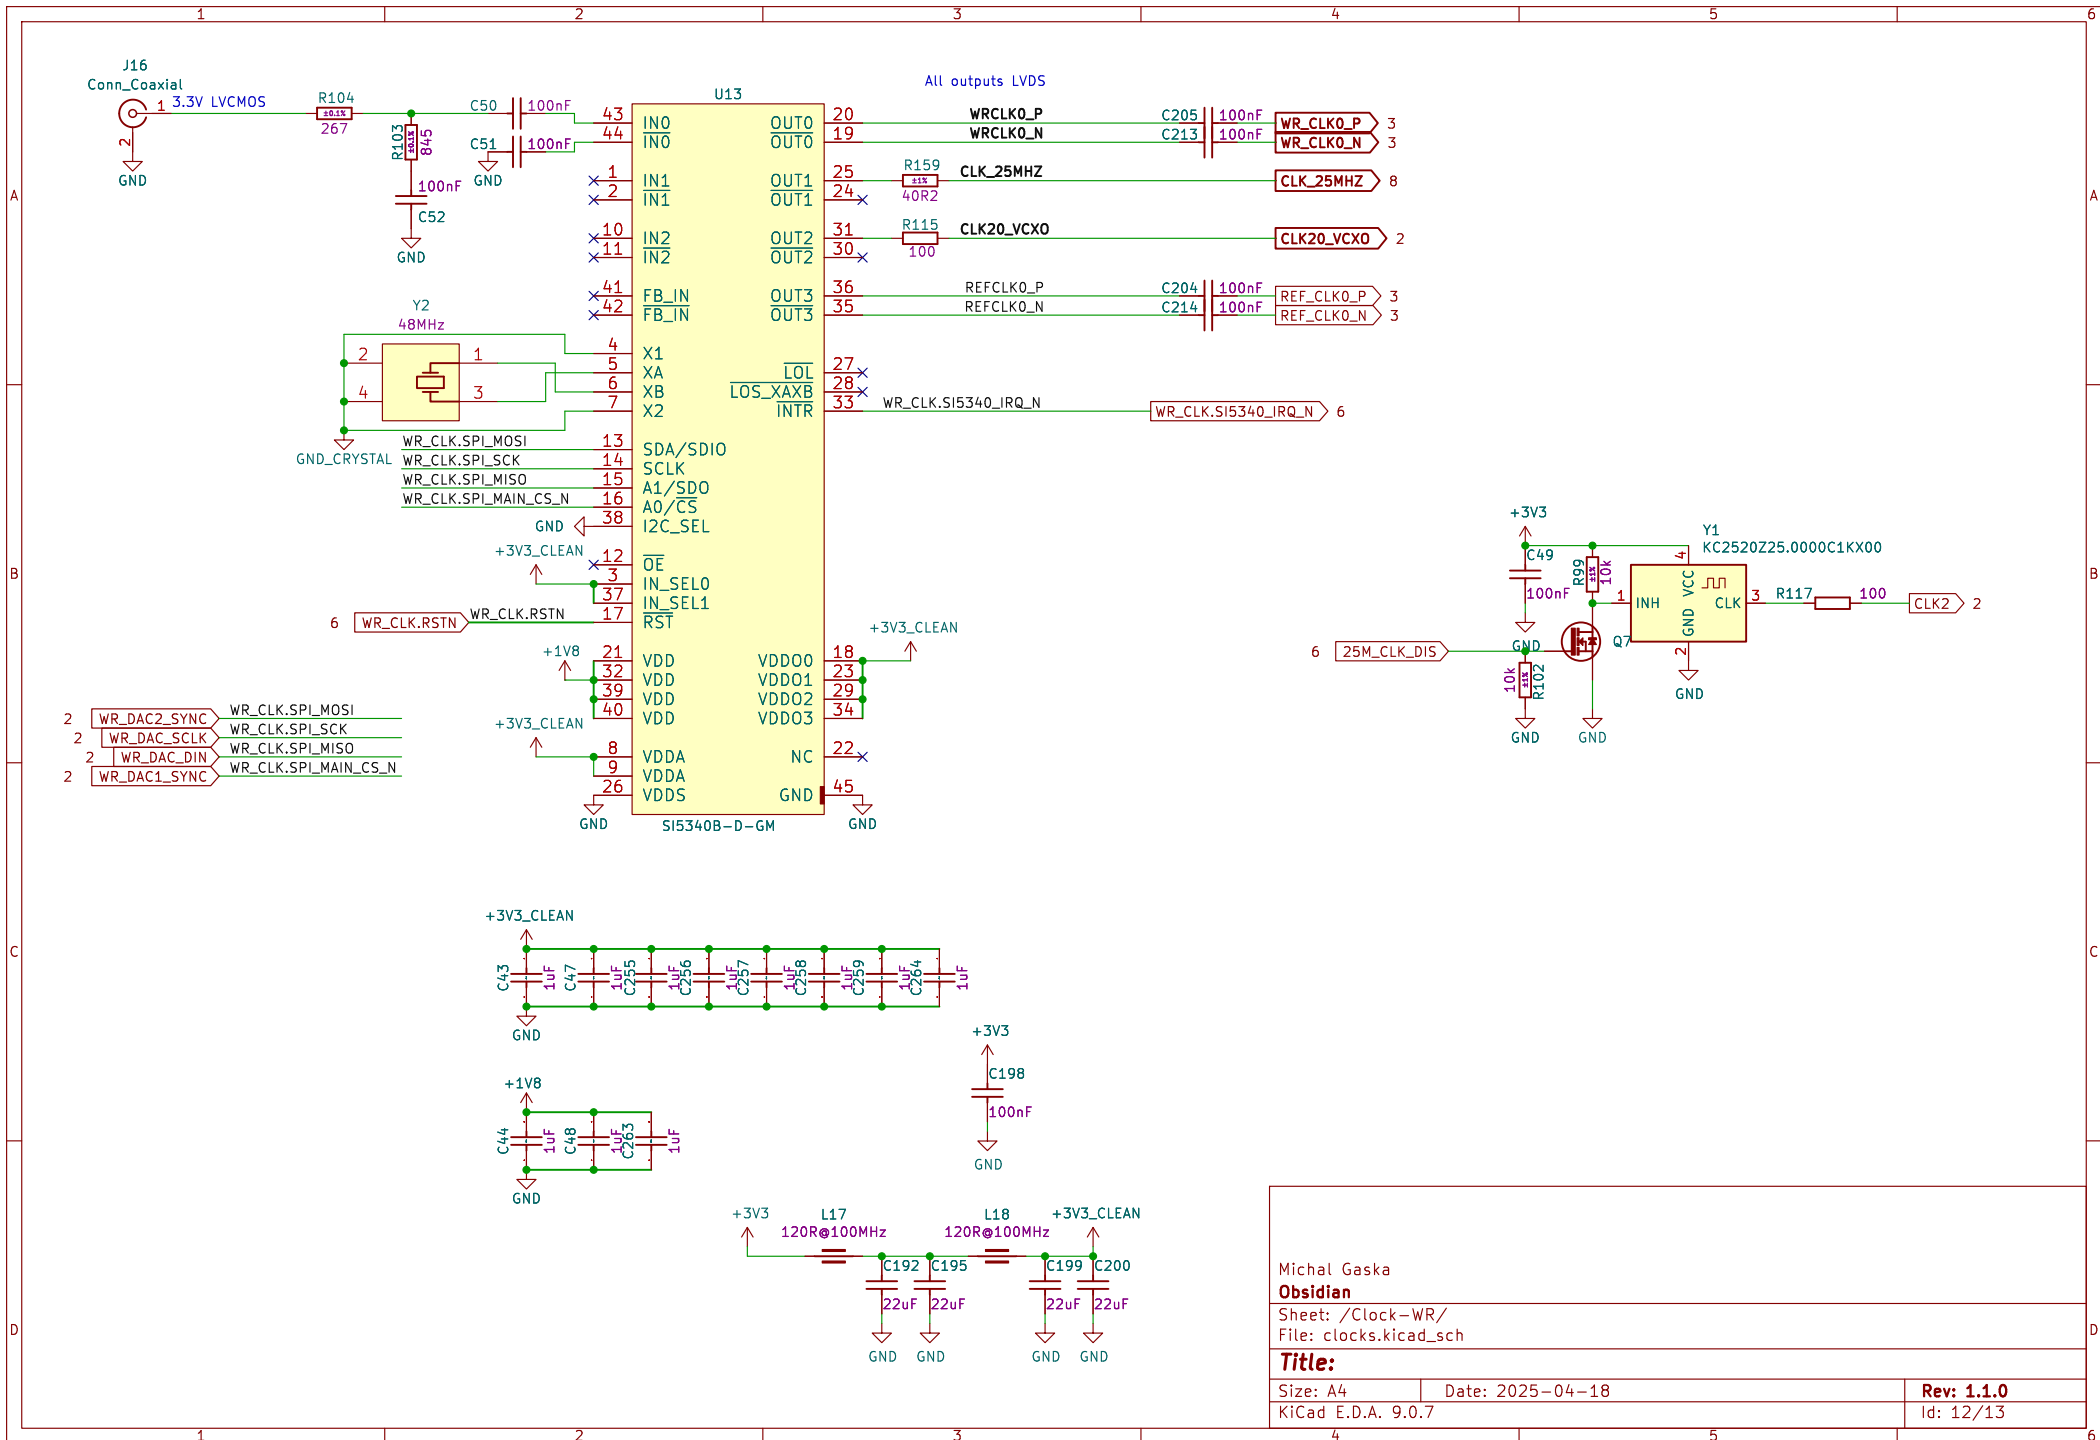 1 2 3 4 5 6
J16
Conn_Coaxial
1
3.3V LVCMOS
2
GND
R104
±0.1%
267
R103
±0.1%
845
100nF
C52
GND
C50
100nF
C51
100nF
GND
Y2
48MHz
2
1
4
3
GND_CRYSTAL
WR_CLK.SPI_MOSI
WR_CLK.SPI_SCK
WR_CLK.SPI_MISO
WR_CLK.SPI_MAIN_CS_N
GND
+3V3_CLEAN
6 WR_CLK.RSTN
WR_CLK.RSTN
+1V8
+3V3_CLEAN
GND
2 WR_DAC2_SYNC WR_CLK.SPI_MOSI
2 WR_DAC_SCLK WR_CLK.SPI_SCK
2 WR_DAC_DIN WR_CLK.SPI_MISO
2 WR_DAC1_SYNC WR_CLK.SPI_MAIN_CS_N
U13
43 IN0
44 IN0
1 IN1
2 IN1
10 IN2
11 IN2
41 FB_IN
42 FB_IN
4 X1
5 XA
6 XB
7 X2
13 SDA/SDIO
14 SCLK
15 A1/SDO
16 A0/CS
38 I2C_SEL
12 OE
3 IN_SEL0
37 IN_SEL1
17 RST
21 VDD
32 VDD
39 VDD
40 VDD
8 VDDA
9 VDDA
26 VDDS
OUT0 20
OUT0 19
OUT1 25
OUT1 24
OUT2 31
OUT2 30
OUT3 36
OUT3 35
LOL 27
LOS_XAXB 28
INTR 33
VDDO0 18
VDDO1 23
VDDO2 29
VDDO3 34
NC 22
GND 45
SI5340B-D-GM
GND
+3V3_CLEAN
All outputs LVDS
WRCLK0_P
C205 100nF
WR_CLK0_P 3
WRCLK0_N
C213 100nF
WR_CLK0_N 3
R159
±1%
40R2
CLK_25MHZ
CLK_25MHZ 8
R115
100
CLK20_VCXO
CLK20_VCXO 2
REFCLK0_P
C204 100nF
REF_CLK0_P 3
REFCLK0_N
C214 100nF
REF_CLK0_N 3
WR_CLK.SI5340_IRQ_N
WR_CLK.SI5340_IRQ_N 6
+3V3
C49
100nF
GND
R99
±1%
10k
Y1
KC2520Z25.0000C1KX00
4
VCC
1
INH
CLK
3
GND
2
GND
R117
100
CLK2 2
6 25M_CLK_DIS
Q7
10k
±1%
R102
GND
GND
+3V3_CLEAN
C43 1uF
C47 1uF
C255 1uF
C256 1uF
C257 1uF
C258 1uF
C259 1uF
C264 1uF
GND
+1V8
C44 1uF
C48 1uF
C263 1uF
GND
+3V3
C198
100nF
GND
+3V3
L17
120R@100MHz
L18
120R@100MHz
+3V3_CLEAN
C192
22uF
C195
22uF
C199
22uF
C200
22uF
GND
GND
GND
GND
Michal Gaska
Obsidian
Sheet: /Clock-WR/
File: clocks.kicad_sch
Title:
Size: A4
Date: 2025-04-18
Rev: 1.1.0
KiCad E.D.A. 9.0.7
Id: 12/13
A
B
C
D
A
B
C
D
1 2 3 4 5 6